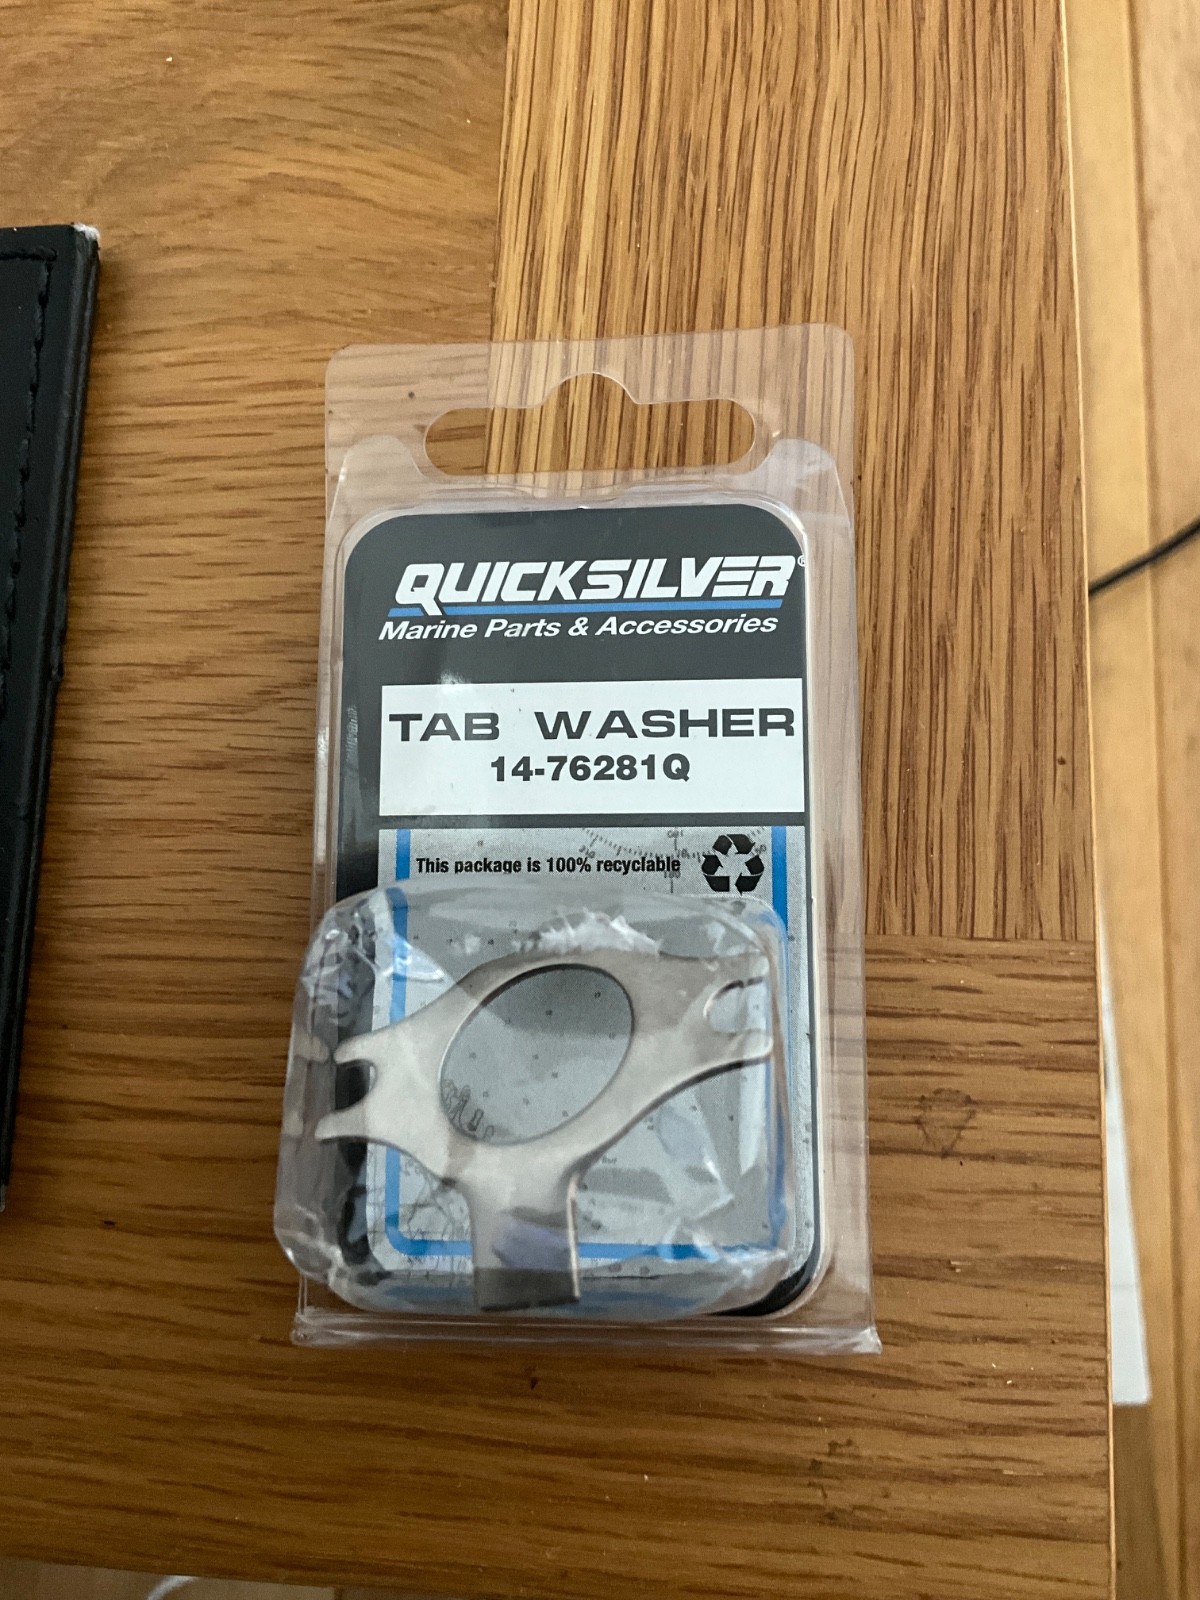 QUICKSILVER®
Marine Parts & Accessories
TAB WASHER
14-76281Q
This package is 100% recyclable